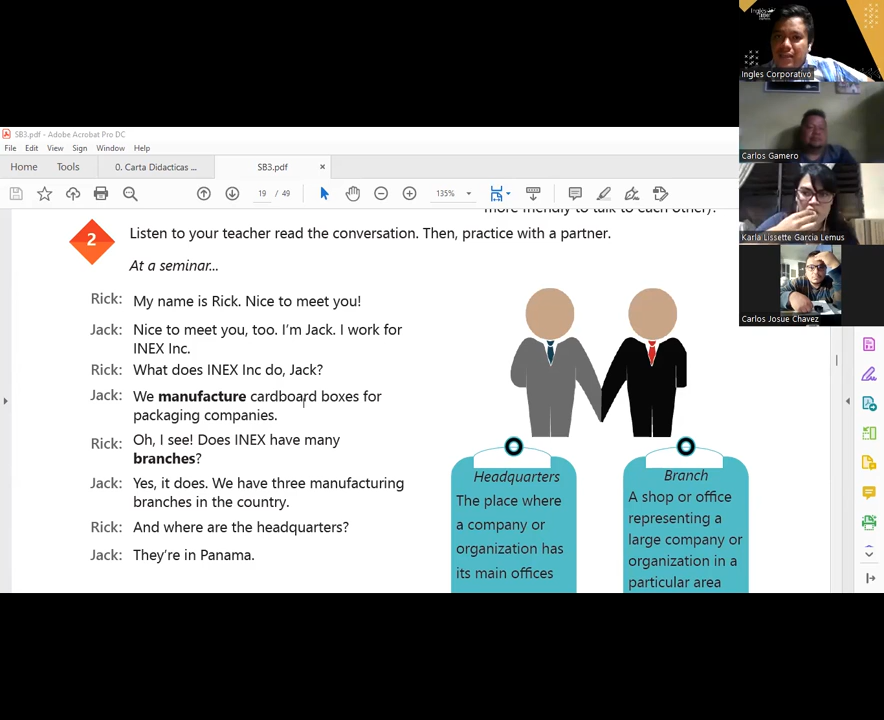 SB3.pdf - Adobe Acrobat Pro DC
File Edit View Sign Window Help
Home Tools 0. Carta Didacticas ... SB3.pdf ×
19 / 49 135%
more friendly to talk to each other).
2 Listen to your teacher read the conversation. Then, practice with a partner.
At a seminar...
Rick: My name is Rick. Nice to meet you!
Jack: Nice to meet you, too. I'm Jack. I work for
INEX Inc.
Rick: What does INEX Inc do, Jack?
Jack: We manufacture cardboard boxes for
packaging companies.
Rick: Oh, I see! Does INEX have many
branches?
Jack: Yes, it does. We have three manufacturing
branches in the country.
Rick: And where are the headquarters?
Jack: They're in Panama.
Headquarters
The place where
a company or
organization has
its main offices
Branch
A shop or office
representing a
large company or
organization in a
particular area
Ingles Corporativo
Carlos Gamero
Karla Lissette Garcia Lemus
Carlos Josue Chavez